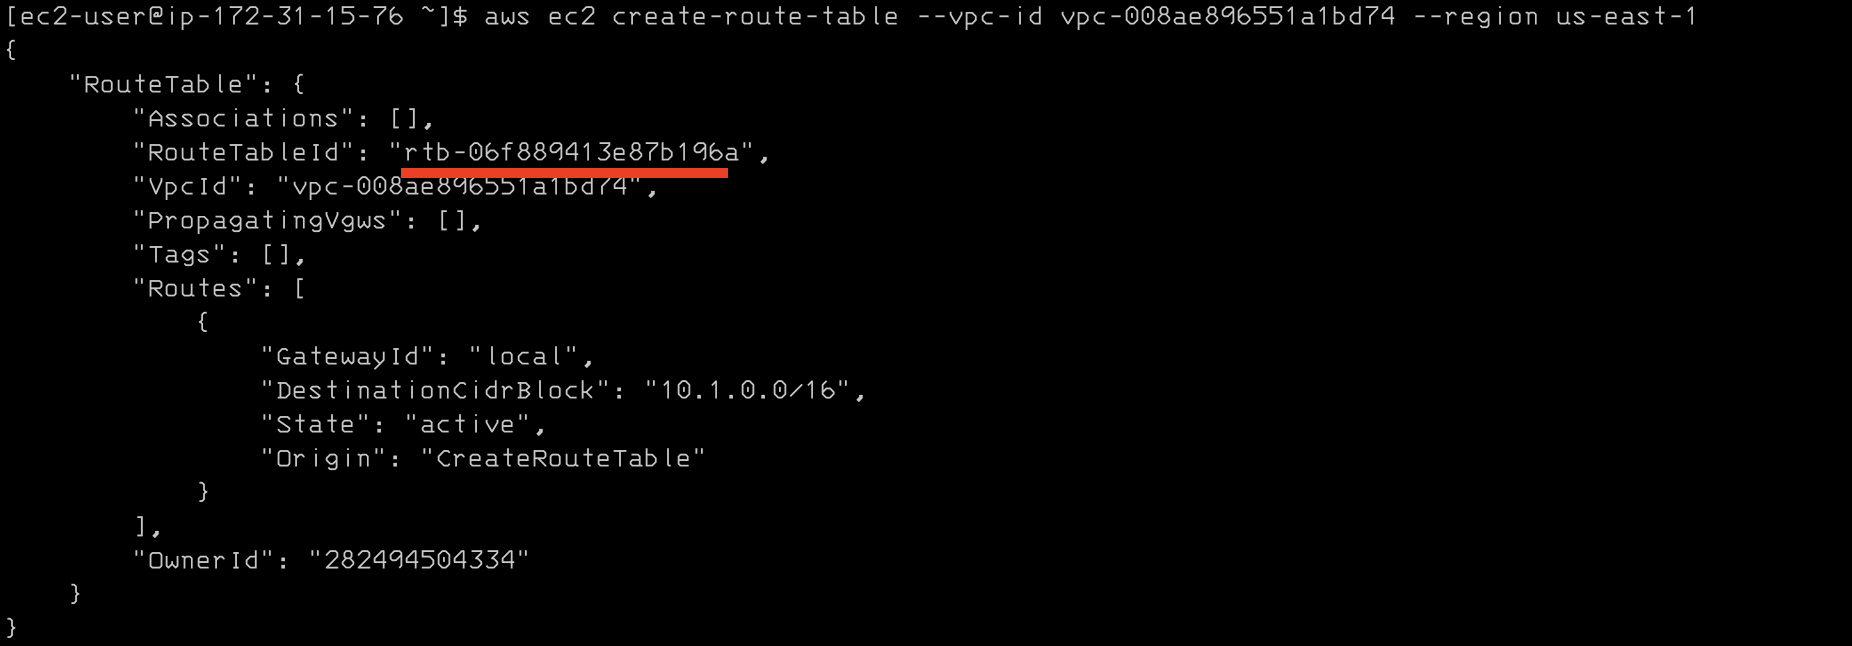 [ec2-user@ip-172-31-15-76 ~]$ aws ec2 create-route-table --vpc-id vpc-008ae896551a1bd74 --region us-east-1
{
    "RouteTable": {
        "Associations": [],
        "RouteTableId": "rtb-06f889413e87b196a",
        "VpcId": "vpc-008ae896551a1bd74",
        "PropagatingVgws": [],
        "Tags": [],
        "Routes": [
            {
                "GatewayId": "local",
                "DestinationCidrBlock": "10.1.0.0/16",
                "State": "active",
                "Origin": "CreateRouteTable"
            }
        ],
        "OwnerId": "282494504334"
    }
}